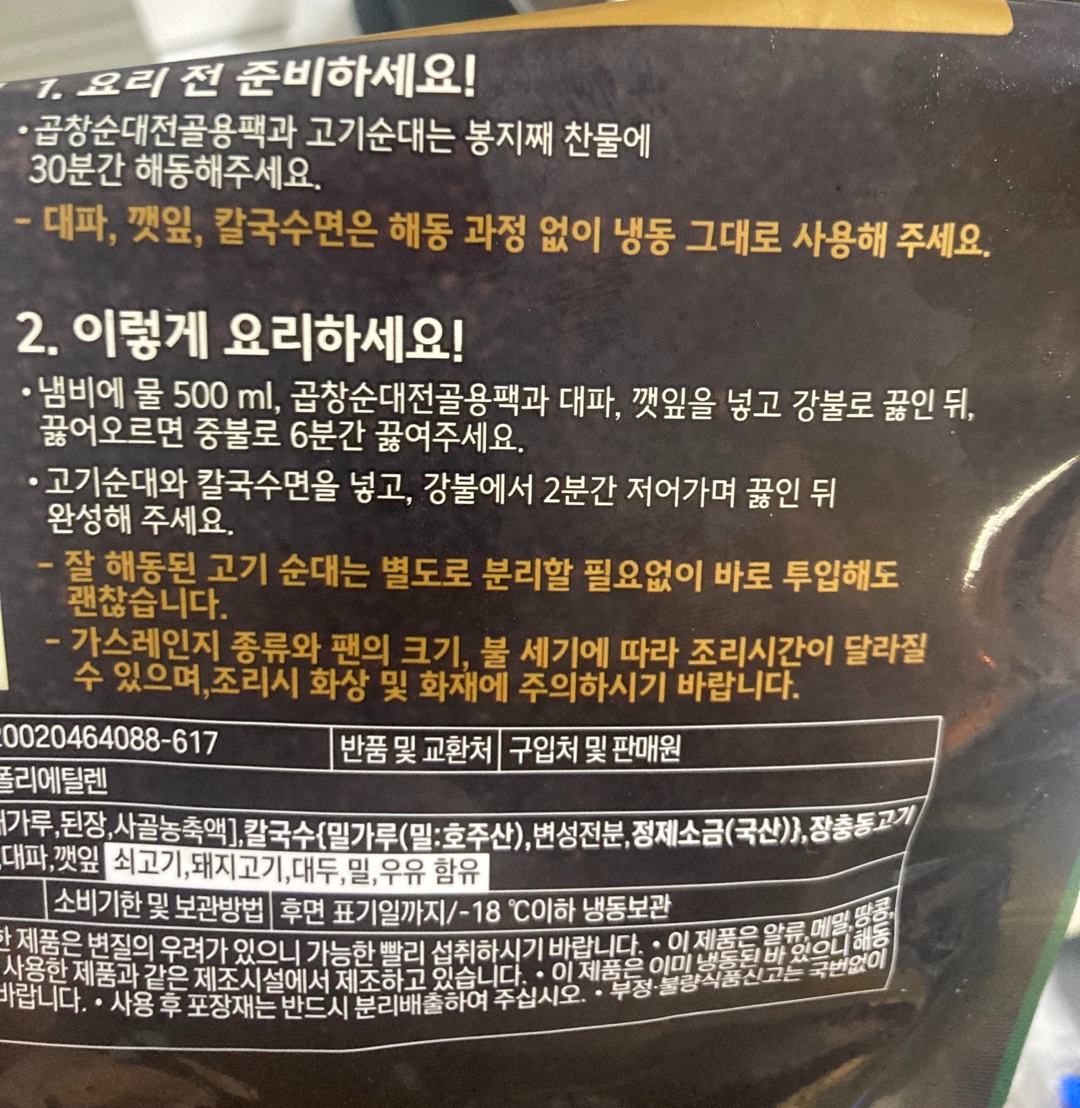 1. 요리 전 준비하세요!
• 곱창순대전골용팩과 고기순대는 봉지째 찬물에
30분간 해동해주세요.
- 대파, 깻잎, 칼국수면은 해동 과정 없이 냉동 그대로 사용해 주세요.
2. 이렇게 요리하세요!
• 냄비에 물 500 ml, 곱창순대전골용팩과 대파, 깻잎을 넣고 강불로 끓인 뒤,
끓어오르면 중불로 6분간 끓여주세요.
• 고기순대와 칼국수면을 넣고, 강불에서 2분간 저어가며 끓인 뒤
완성해 주세요.
- 잘 해동된 고기 순대는 별도로 분리할 필요없이 바로 투입해도
괜찮습니다.
- 가스레인지 종류와 팬의 크기, 불 세기에 따라 조리시간이 달라질
수 있으며,조리시 화상 및 화재에 주의하시기 바랍니다.
0020464088-617 반품 및 교환처 구입처 및 판매원
폴리에틸렌
가루,된장,사골농축액],칼국수{밀가루(밀:호주산),변성전분,정제소금(국산)},장충동고기
,대파,깻잎 쇠고기,돼지고기,대두,밀,우유 함유
소비기한 및 보관방법 후면 표기일까지/-18 ℃이하 냉동보관
한 제품은 변질의 우려가 있으니 가능한 빨리 섭취하시기 바랍니다. • 이 제품은 알류,메밀,땅콩,
사용한 제품과 같은 제조시설에서 제조하고 있습니다. • 이 제품은 이미 냉동된 바 있으니 해동
바랍니다. • 사용 후 포장재는 반드시 분리배출하여 주십시오. • 부정·불량식품신고는 국번없이